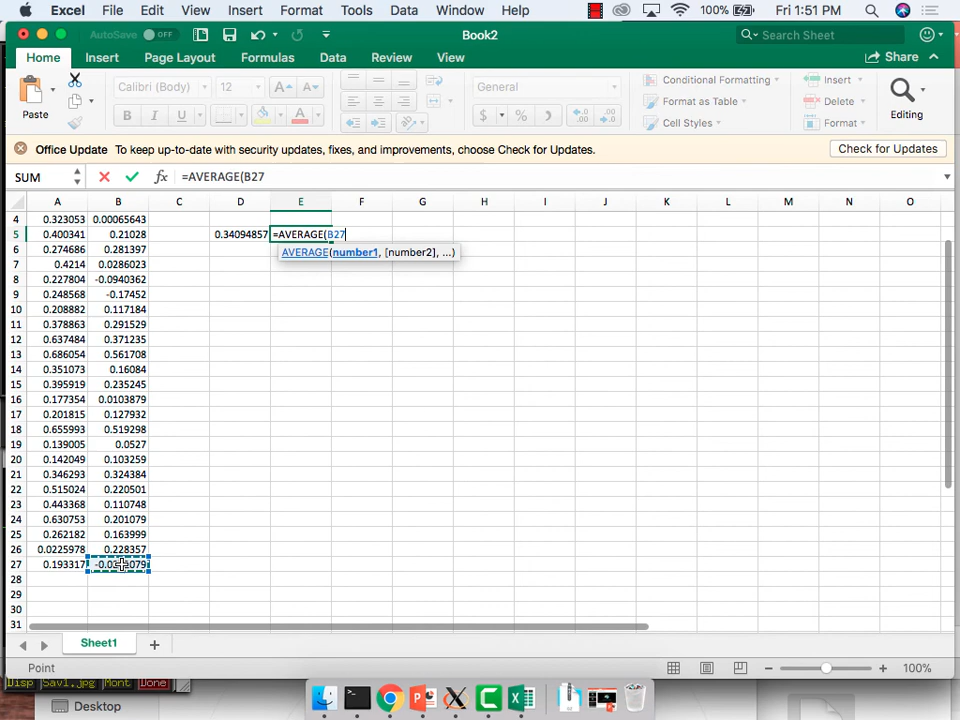 Excel File Edit View Insert Format Tools Data Window Help 100% Fri 1:51 PM
AutoSave OFF Book2 Search Sheet
Home Insert Page Layout Formulas Data Review View Share
Paste Calibri (Body) 12 A A General Conditional Formatting Insert Editing
B I U A $ % Format as Table Delete
Cell Styles Format
Office Update To keep up-to-date with security updates, fixes, and improvements, choose Check for Updates. Check for Updates
SUM fx =AVERAGE(B27
A B C D E F G H I J K L M N O
4 0.323053 0.00065643
5 0.400341 0.21028 0.34094857 =AVERAGE(B27
6 0.274686 0.281397 AVERAGE(number1, [number2], ...)
7 0.4214 0.0286023
8 0.227804 -0.0940362
9 0.248568 -0.17452
10 0.208882 0.117184
11 0.378863 0.291529
12 0.637484 0.371235
13 0.686054 0.561708
14 0.351073 0.16084
15 0.395919 0.235245
16 0.177354 0.0103879
17 0.201815 0.127932
18 0.655993 0.519298
19 0.139005 0.0527
20 0.142049 0.103259
21 0.346293 0.324384
22 0.515024 0.220501
23 0.443368 0.110748
24 0.630753 0.201079
25 0.262182 0.163999
26 0.0225978 0.228357
27 0.193317
28
29
30
31
Sheet1
Point 100%
Disp Sav1.jpg Mont Done
Desktop